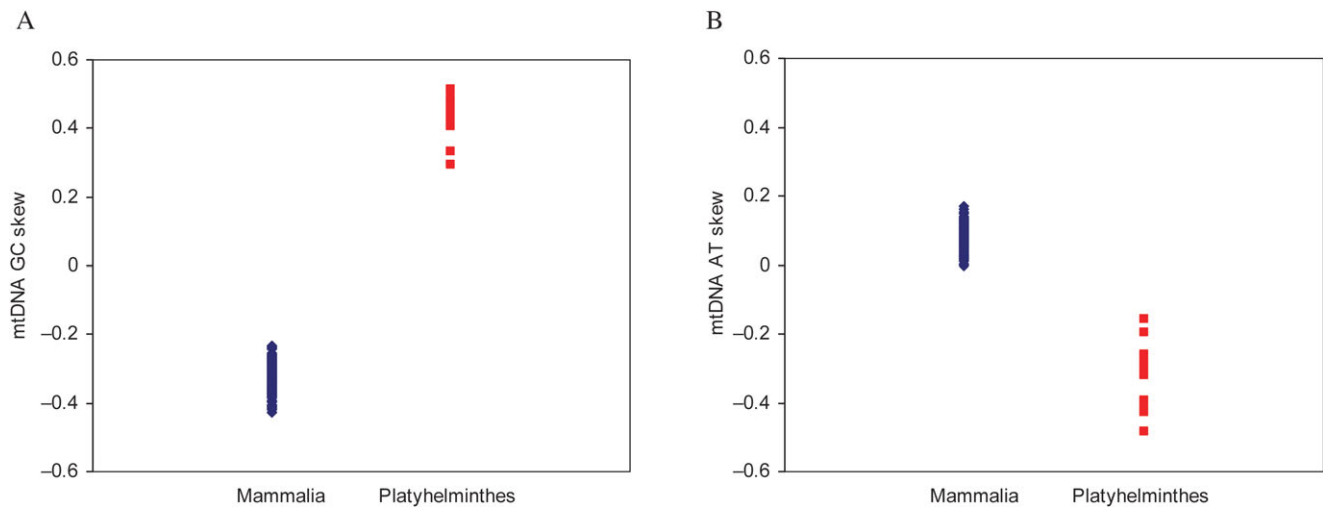 A
mtDNA GC skew
0.6
0.4
0.2
0
–0.2
–0.4
–0.6
Mammalia
Platyhelminthes
B
mtDNA AT skew
0.6
0.4
0.2
0
–0.2
–0.4
–0.6
Mammalia
Platyhelminthes